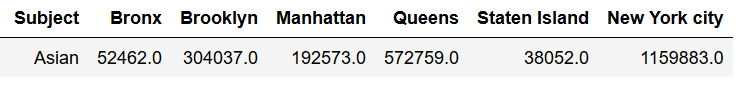 Subject Bronx Brooklyn Manhattan Queens Staten Island New York city
Asian 52462.0 304037.0 192573.0 572759.0 38052.0 1159883.0